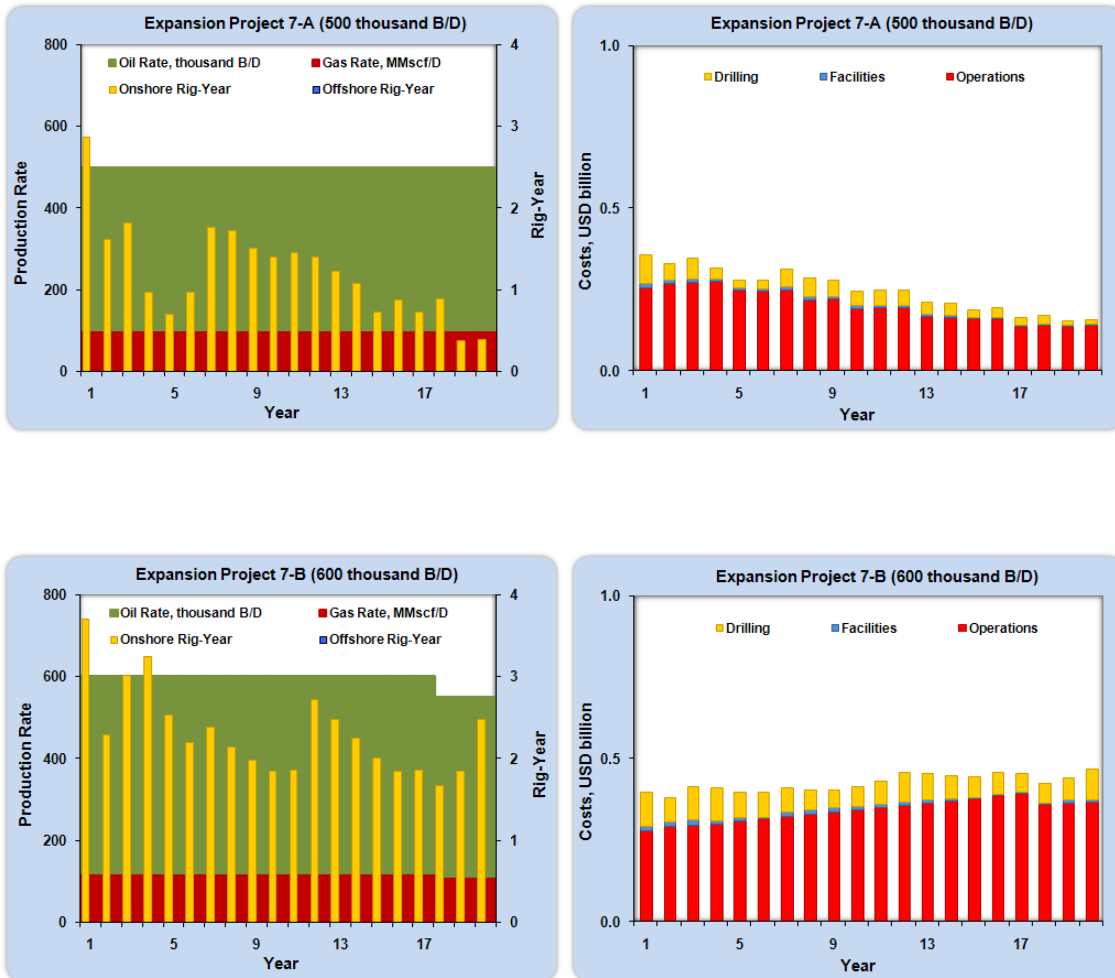 Expansion Project 7-A (500 thousand B/D)
800
600
400
200
0
Production Rate
Oil Rate, thousand B/D
Gas Rate, MMscf/D
Onshore Rig-Year
Offshore Rig-Year
4
3
2
1
0
Rig-Year
1 5 9 13 17
Year
Expansion Project 7-A (500 thousand B/D)
1.0
0.5
0.0
Costs, USD billion
Drilling Facilities Operations
1 5 9 13 17
Year
Expansion Project 7-B (600 thousand B/D)
800
600
400
200
0
Production Rate
Oil Rate, thousand B/D
Gas Rate, MMscf/D
Onshore Rig-Year
Offshore Rig-Year
4
3
2
1
0
Rig-Year
1 5 9 13 17
Year
Expansion Project 7-B (600 thousand B/D)
1.0
0.5
0.0
Costs, USD billion
Drilling Facilities Operations
1 5 9 13 17
Year